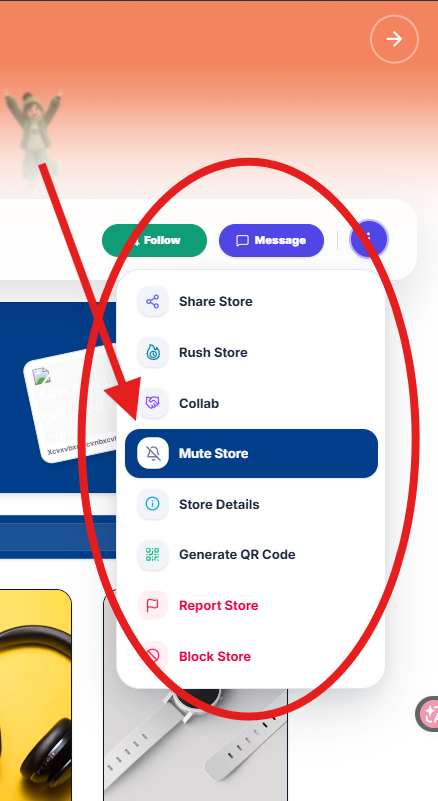 Follow
Message
Share Store
Rush Store
Collab
Mute Store
Store Details
Generate QR Code
Report Store
Block Store